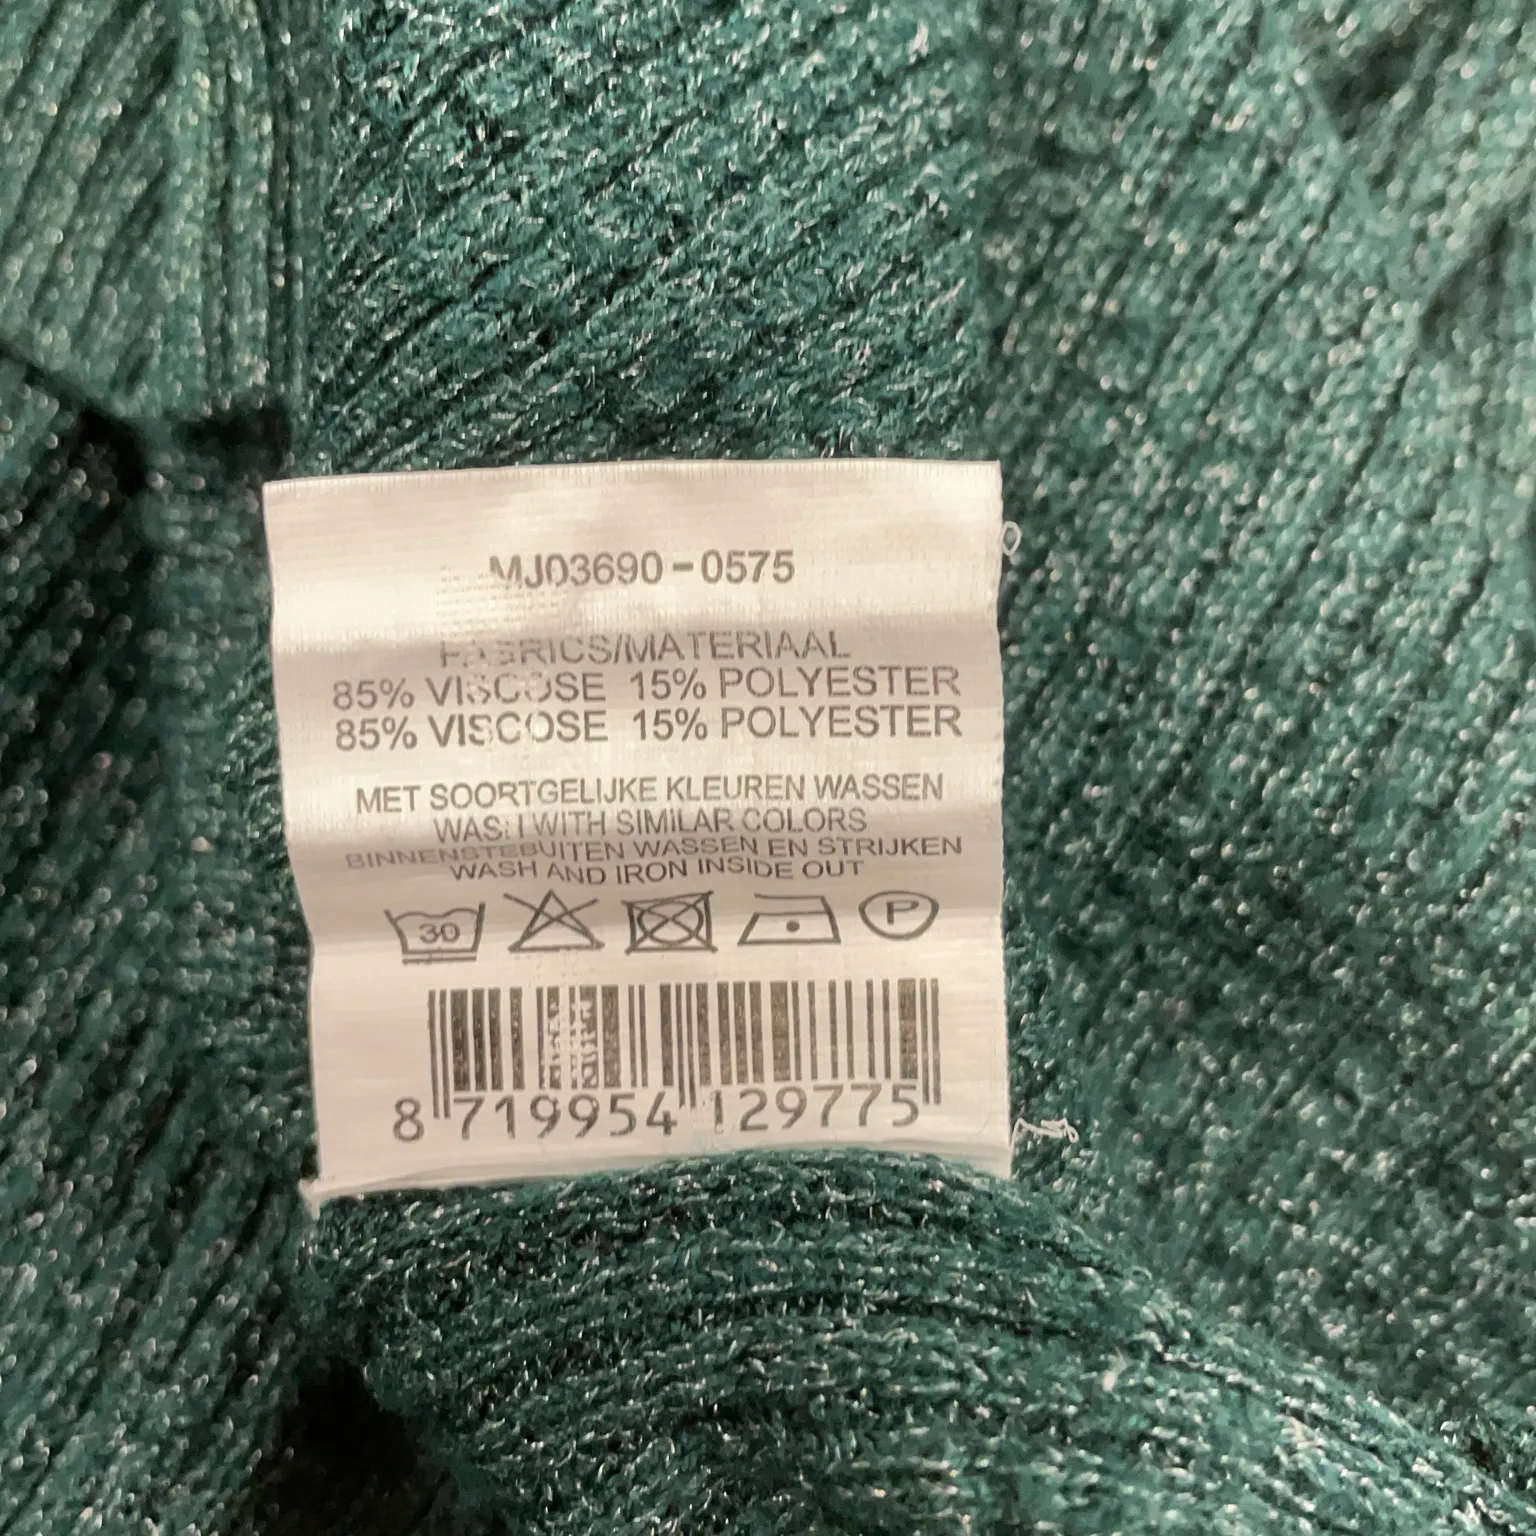 MJ03690-0575
FABRICS/MATERIAAL
85% VISCOSE 15% POLYESTER
85% VISCOSE 15% POLYESTER
MET SOORTGELIJKE KLEUREN WASSEN
WASH WITH SIMILAR COLORS
BINNENSTEBUITEN WASSEN EN STRIJKEN
WASH AND IRON INSIDE OUT
30 P
8 719954 129775